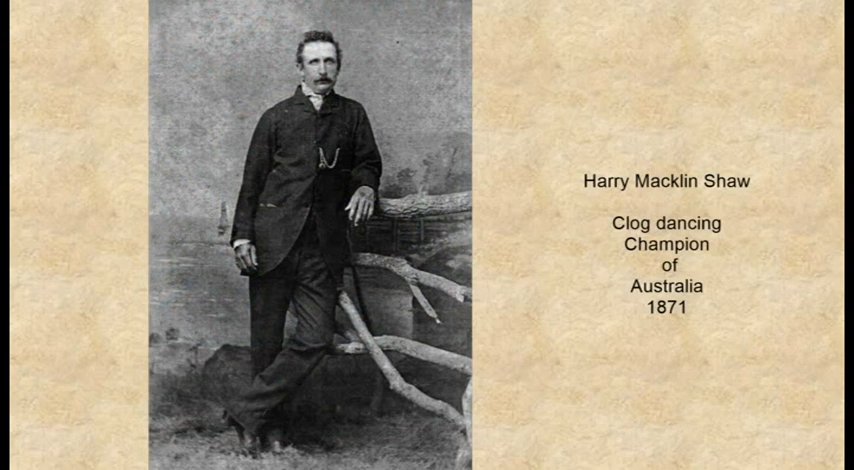 Harry Macklin Shaw
Clog dancing
Champion
of
Australia
1871